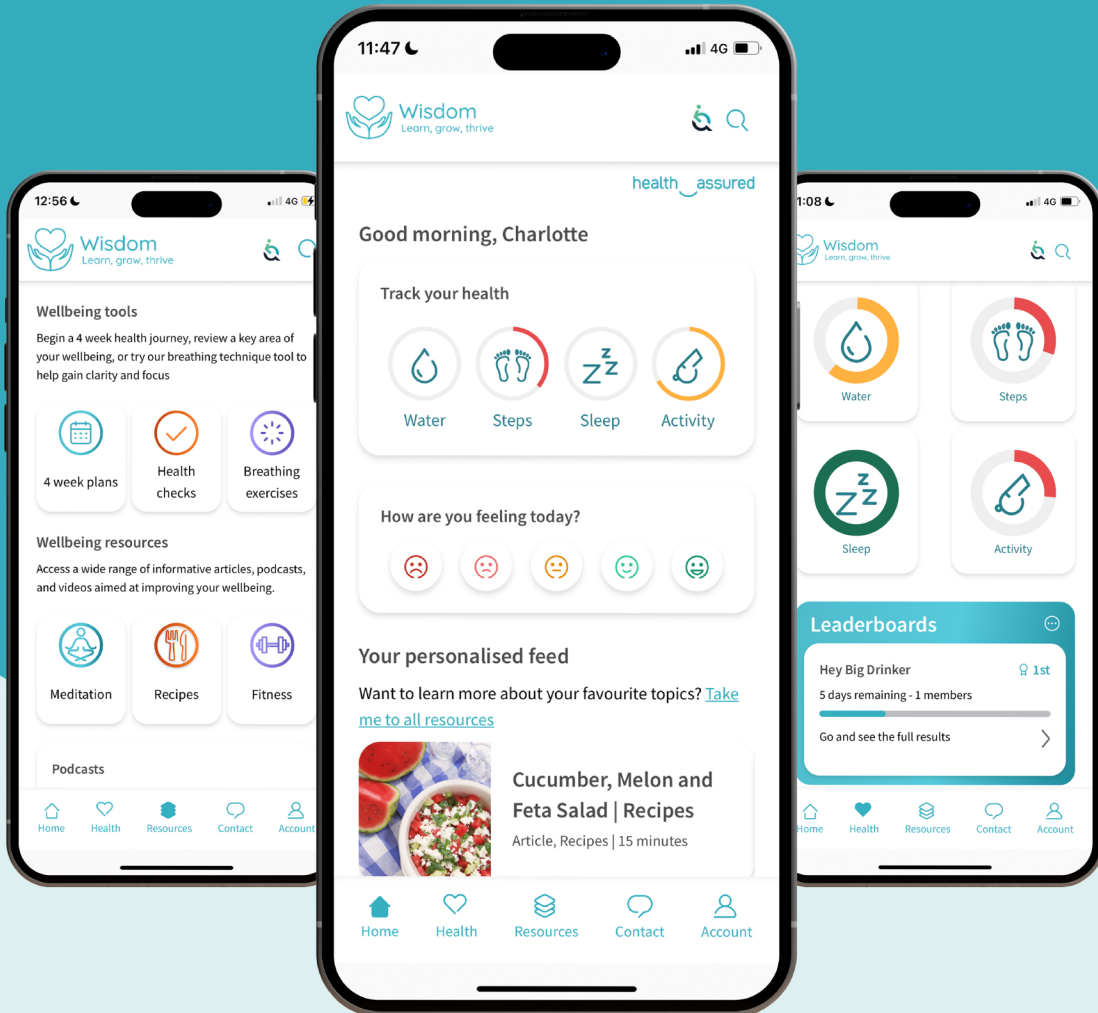 12:56
4G
Wisdom
Learn, grow, thrive
Wellbeing tools
Begin a 4 week health journey, review a key area of
your wellbeing, or try our breathing technique tool to
help gain clarity and focus
4 week plans
Health
checks
Breathing
exercises
Wellbeing resources
Access a wide range of informative articles, podcasts,
and videos aimed at improving your wellbeing.
Meditation
Recipes
Fitness
Podcasts
Home
Health
Resources
Contact
Account
11:47
4G
Wisdom
Learn, grow, thrive
health assured
Good morning, Charlotte
Track your health
z z z
Water
Steps
Sleep
Activity
How are you feeling today?
Your personalised feed
Want to learn more about your favourite topics? Take
me to all resources
Cucumber, Melon and
Feta Salad | Recipes
Article, Recipes | 15 minutes
Home
Health
Resources
Contact
Account
1:08
4G
Wisdom
Learn, grow, thrive
Water
Steps
z z z
Sleep
Activity
Leaderboards
Hey Big Drinker
1st
5 days remaining - 1 members
Go and see the full results
Home
Health
Resources
Contact
Account